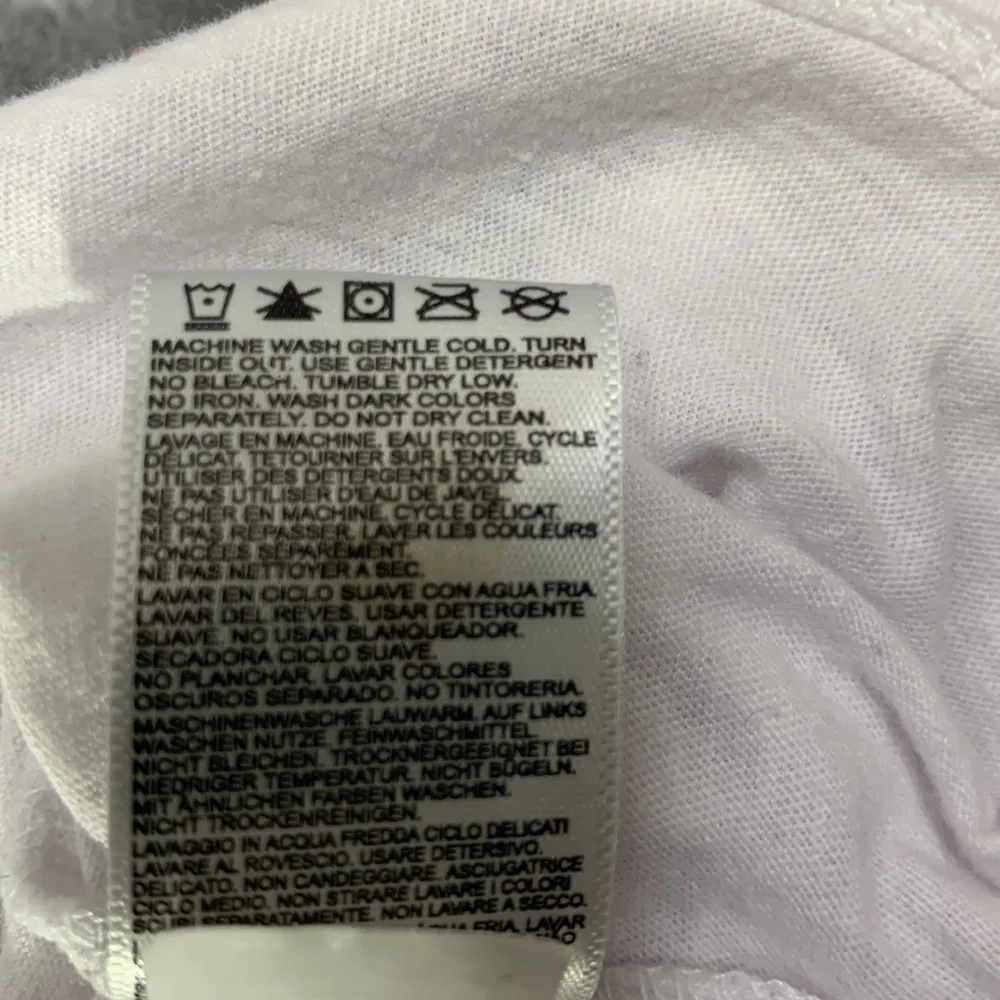 MACHINE WASH GENTLE COLD. TURN
INSIDE OUT. USE GENTLE DETERGENT
NO BLEACH. TUMBLE DRY LOW.
NO IRON. WASH DARK COLORS
SEPARATELY. DO NOT DRY CLEAN.
LAVAGE EN MACHINE. EAU FROIDE, CYCLE
DÉLICAT, TETOURNER SUR L'ENVERS.
UTILISER DES DÉTERGENTS DOUX.
NE PAS UTILISER D'EAU DE JAVEL
SÉCHER EN MACHINE, CYCLE DÉLICAT.
NE PAS REPASSER. LAVER LES COULEURS
FONCÉES SÉPARÉMENT.
NE PAS NETTOYER A SEC.
LAVAR EN CICLO SUAVE CON AGUA FRIA.
LAVAR DEL REVES. USAR DETERGENTE
SUAVE. NO USAR BLANQUEADOR.
SECADORA CICLO SUAVE.
NO PLANCHAR. LAVAR COLORES
OSCUROS SEPARADO. NO TINTORERIA.
MASCHINENWASCHE LAUWARM. AUF LINKS
WASCHEN NUTZE. FEINWASCHMITTEL.
NICHT BLEICHEN. TROCKNERGEEIGNET BEI
NIEDRIGER TEMPERATUR. NICHT BÜGELN.
MIT ÄHNLICHEN FARBEN WASCHEN.
NICHT TROCKENREINIGEN.
LAVAGGIO IN ACQUA FREDDA CICLO DELICATI
LAVARE AL ROVESCIO. USARE DETERSIVO.
DELICATO. NON CANDEGGIARE. ASCIUGATRICE
CICLO MEDIO. NON STIRARE LAVARE I COLORI
SCURI SEPARATAMENTE. NON LAVARE A SECCO.
FRIA. LAVAR